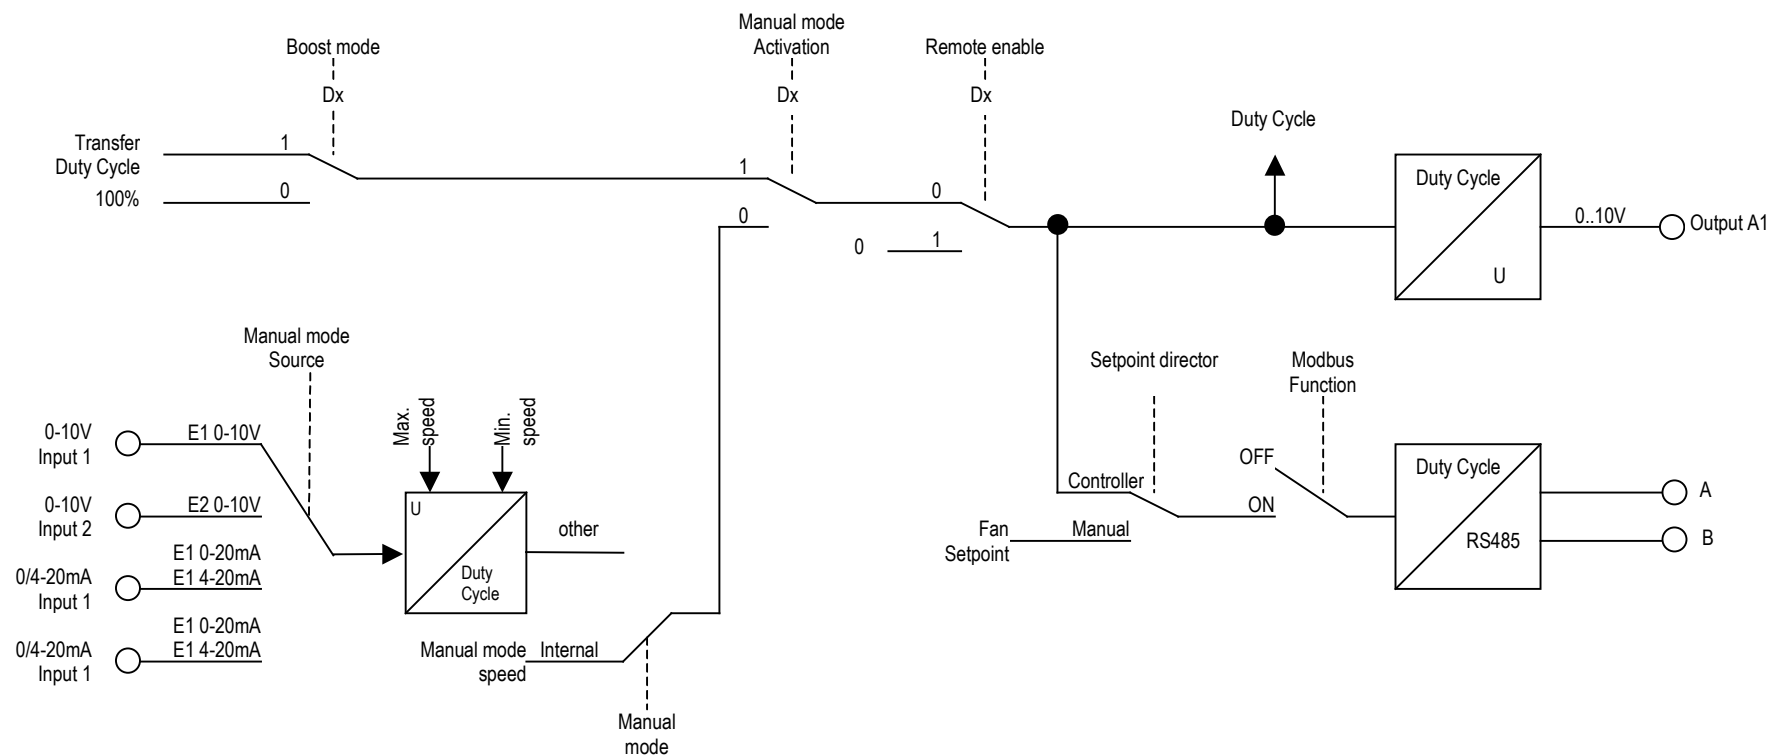 Manual mode
Activation
Boost mode
Remote enable
Dx
Dx
Dx
Duty Cycle
Transfer
Duty Cycle
1
100%
0
1
0
0
0
1
Duty Cycle
U
0..10V
Output A1
Manual mode
Source
Setpoint director
Modbus
Function
Max.
speed
Min.
speed
0-10V
Input 1
E1 0-10V
0-10V
Input 2
E2 0-10V
E1 0-20mA
0/4-20mA
Input 1
E1 4-20mA
E1 0-20mA
0/4-20mA
Input 1
E1 4-20mA
U
Duty
Cycle
other
Manual mode
speed
Internal
Manual
mode
Controller
Fan
Setpoint
Manual
OFF
ON
Duty Cycle
RS485
A
B